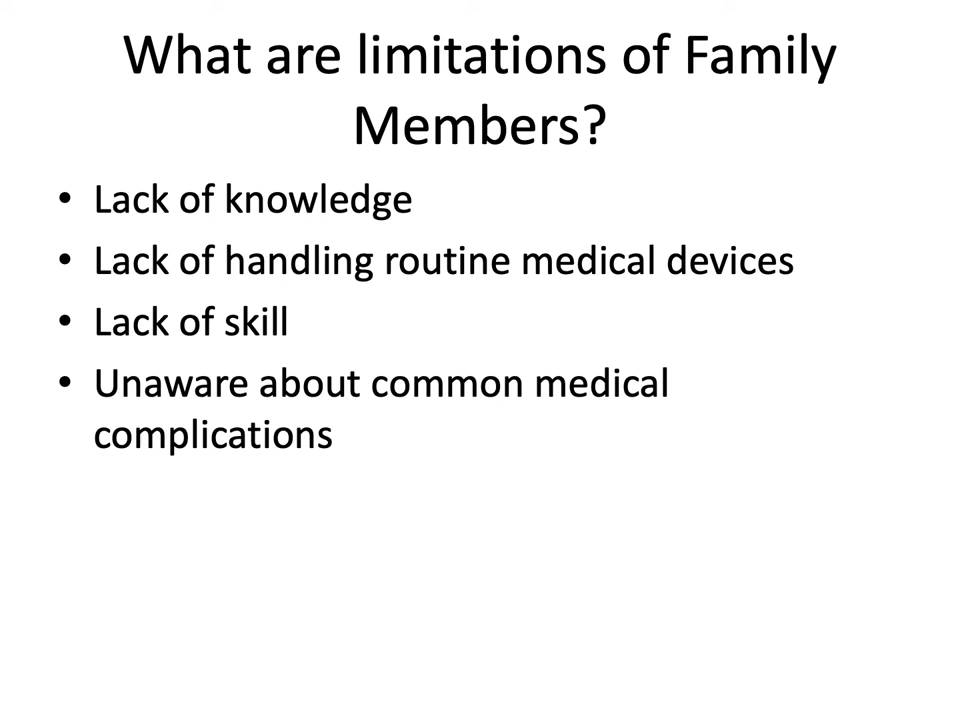 What are limitations of Family
Members?
• Lack of knowledge
• Lack of handling routine medical devices
• Lack of skill
• Unaware about common medical
complications